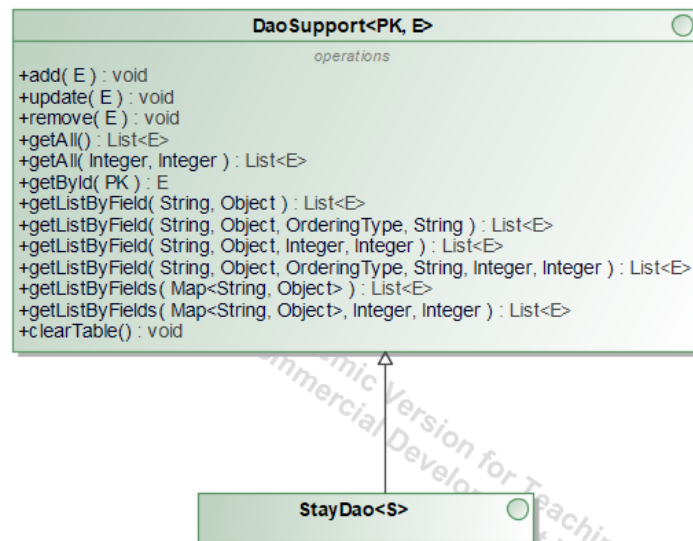 DaoSupport<PK, E>
operations
+add( E ) : void
+update( E ) : void
+remove( E ) : void
+getAll() : List<E>
+getAll( Integer, Integer ) : List<E>
+getById( PK ) : E
+getListByField( String, Object ) : List<E>
+getListByField( String, Object, OrderingType, String ) : List<E>
+getListByField( String, Object, Integer, Integer ) : List<E>
+getListByField( String, Object, OrderingType, String, Integer, Integer ) : List<E>
+getListByFields( Map<String, Object> ) : List<E>
+getListByFields( Map<String, Object>, Integer, Integer ) : List<E>
+clearTable() : void
Version for
StayDao<S>